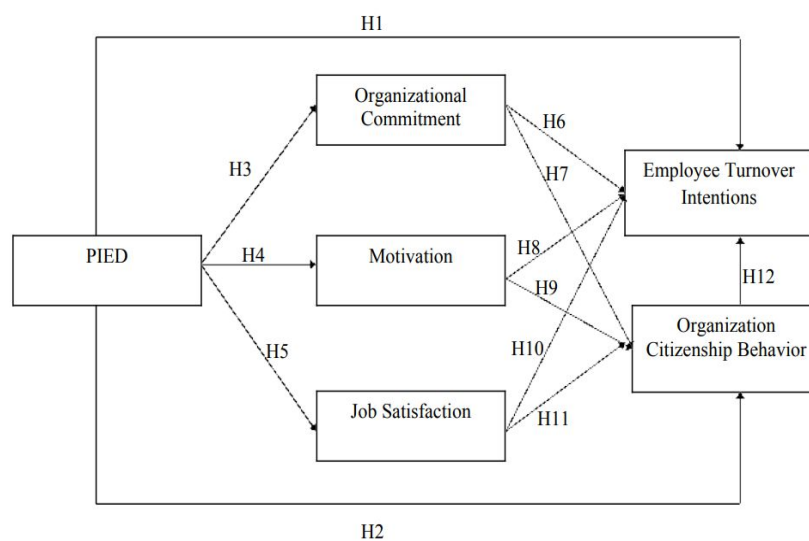 H1
Organizational
Commitment
H6
H3
H7
Employee Turnover
Intentions
PIED
H4
Motivation
H8
H9
H12
Organization
Citizenship Behavior
H5
H10
Job Satisfaction
H11
H2